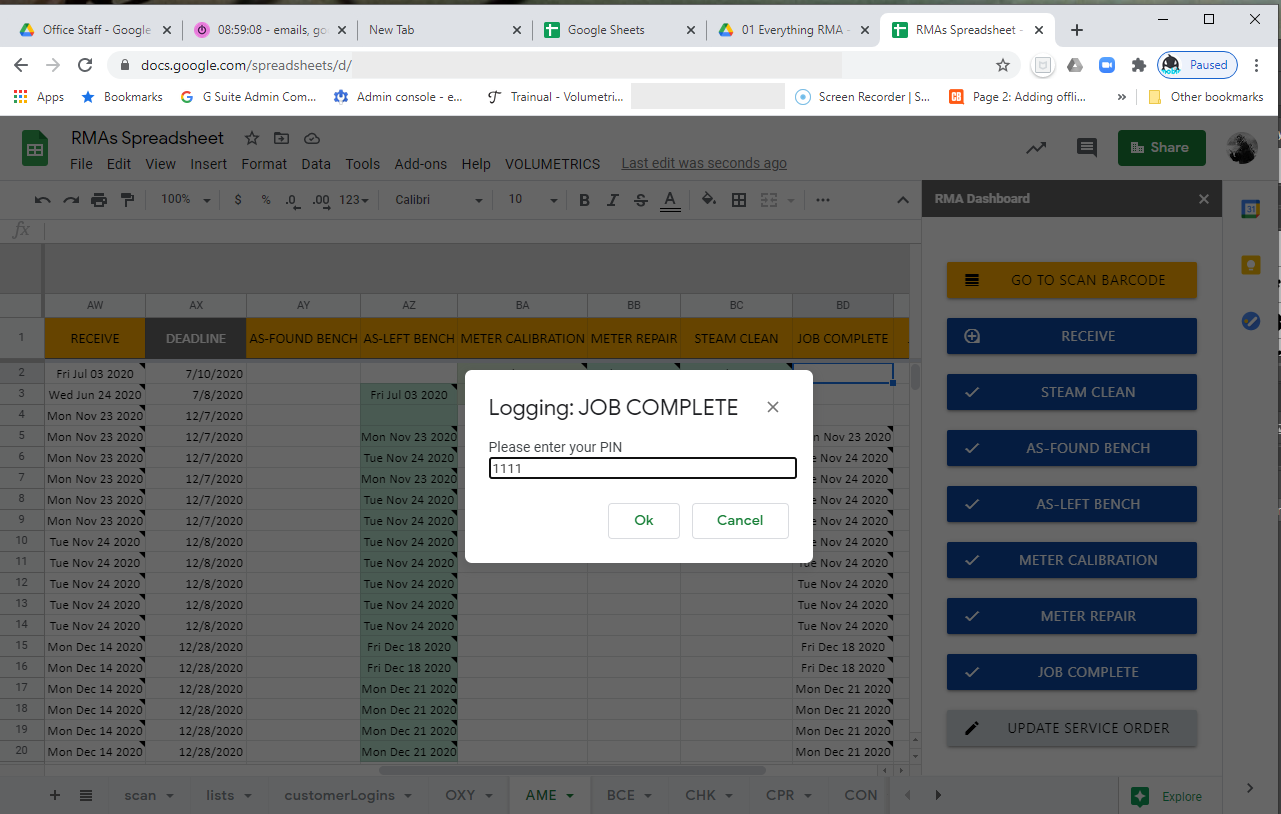 Office Staff - Google
08:59:08 - emails, goo
New Tab
Google Sheets
01 Everything RMA -
RMAs Spreadsheet -
docs.google.com/spreadsheets/d/
Paused
Apps
Bookmarks
G Suite Admin Com...
Admin console - e...
Trainual - Volumetri...
Screen Recorder | S...
Page 2: Adding offli...
»
Other bookmarks
RMAs Spreadsheet
File Edit View Insert Format Data Tools Add-ons Help VOLUMETRICS Last edit was seconds ago
Share
100% $ % .0 .00 123 Calibri 10 B I S A
fx
RMA Dashboard
AW AX AY AZ BA BB BC BD
1 RECEIVE DEADLINE AS-FOUND BENCH AS-LEFT BENCH METER CALIBRATION METER REPAIR STEAM CLEAN JOB COMPLETE
2 Fri Jul 03 2020 7/10/2020
3 Wed Jun 24 2020 7/8/2020 Fri Jul 03 2020
4 Mon Nov 23 2020 12/7/2020
5 Mon Nov 23 2020 12/7/2020 Mon Nov 23 2020 n Nov 23 2020
6 Mon Nov 23 2020 12/7/2020 Tue Nov 24 2020 e Nov 24 2020
7 Mon Nov 23 2020 12/7/2020 Mon Nov 23 2020 e Nov 24 2020
8 Mon Nov 23 2020 12/7/2020 Tue Nov 24 2020 e Nov 24 2020
9 Mon Nov 23 2020 12/7/2020 Tue Nov 24 2020 e Nov 24 2020
10 Tue Nov 24 2020 12/8/2020 Tue Nov 24 2020 e Nov 24 2020
11 Tue Nov 24 2020 12/8/2020 Tue Nov 24 2020 Tue Nov 24 2020
12 Tue Nov 24 2020 12/8/2020 Tue Nov 24 2020 Tue Nov 24 2020
13 Tue Nov 24 2020 12/8/2020 Tue Nov 24 2020 Tue Nov 24 2020
14 Tue Nov 24 2020 12/8/2020 Tue Nov 24 2020 Tue Nov 24 2020
15 Mon Dec 14 2020 12/28/2020 Fri Dec 18 2020 Fri Dec 18 2020
16 Mon Dec 14 2020 12/28/2020 Fri Dec 18 2020 Fri Dec 18 2020
17 Mon Dec 14 2020 12/28/2020 Mon Dec 21 2020 Mon Dec 21 2020
18 Mon Dec 14 2020 12/28/2020 Mon Dec 21 2020 Mon Dec 21 2020
19 Mon Dec 14 2020 12/28/2020 Mon Dec 21 2020 Mon Dec 21 2020
20 Mon Dec 14 2020 12/28/2020 Mon Dec 21 2020 Mon Dec 21 2020
Logging: JOB COMPLETE
Please enter your PIN
1111
Ok Cancel
GO TO SCAN BARCODE
RECEIVE
STEAM CLEAN
AS-FOUND BENCH
AS-LEFT BENCH
METER CALIBRATION
METER REPAIR
JOB COMPLETE
UPDATE SERVICE ORDER
31
scan lists customerLogins OXY AME BCE CHK CPR CON
Explore